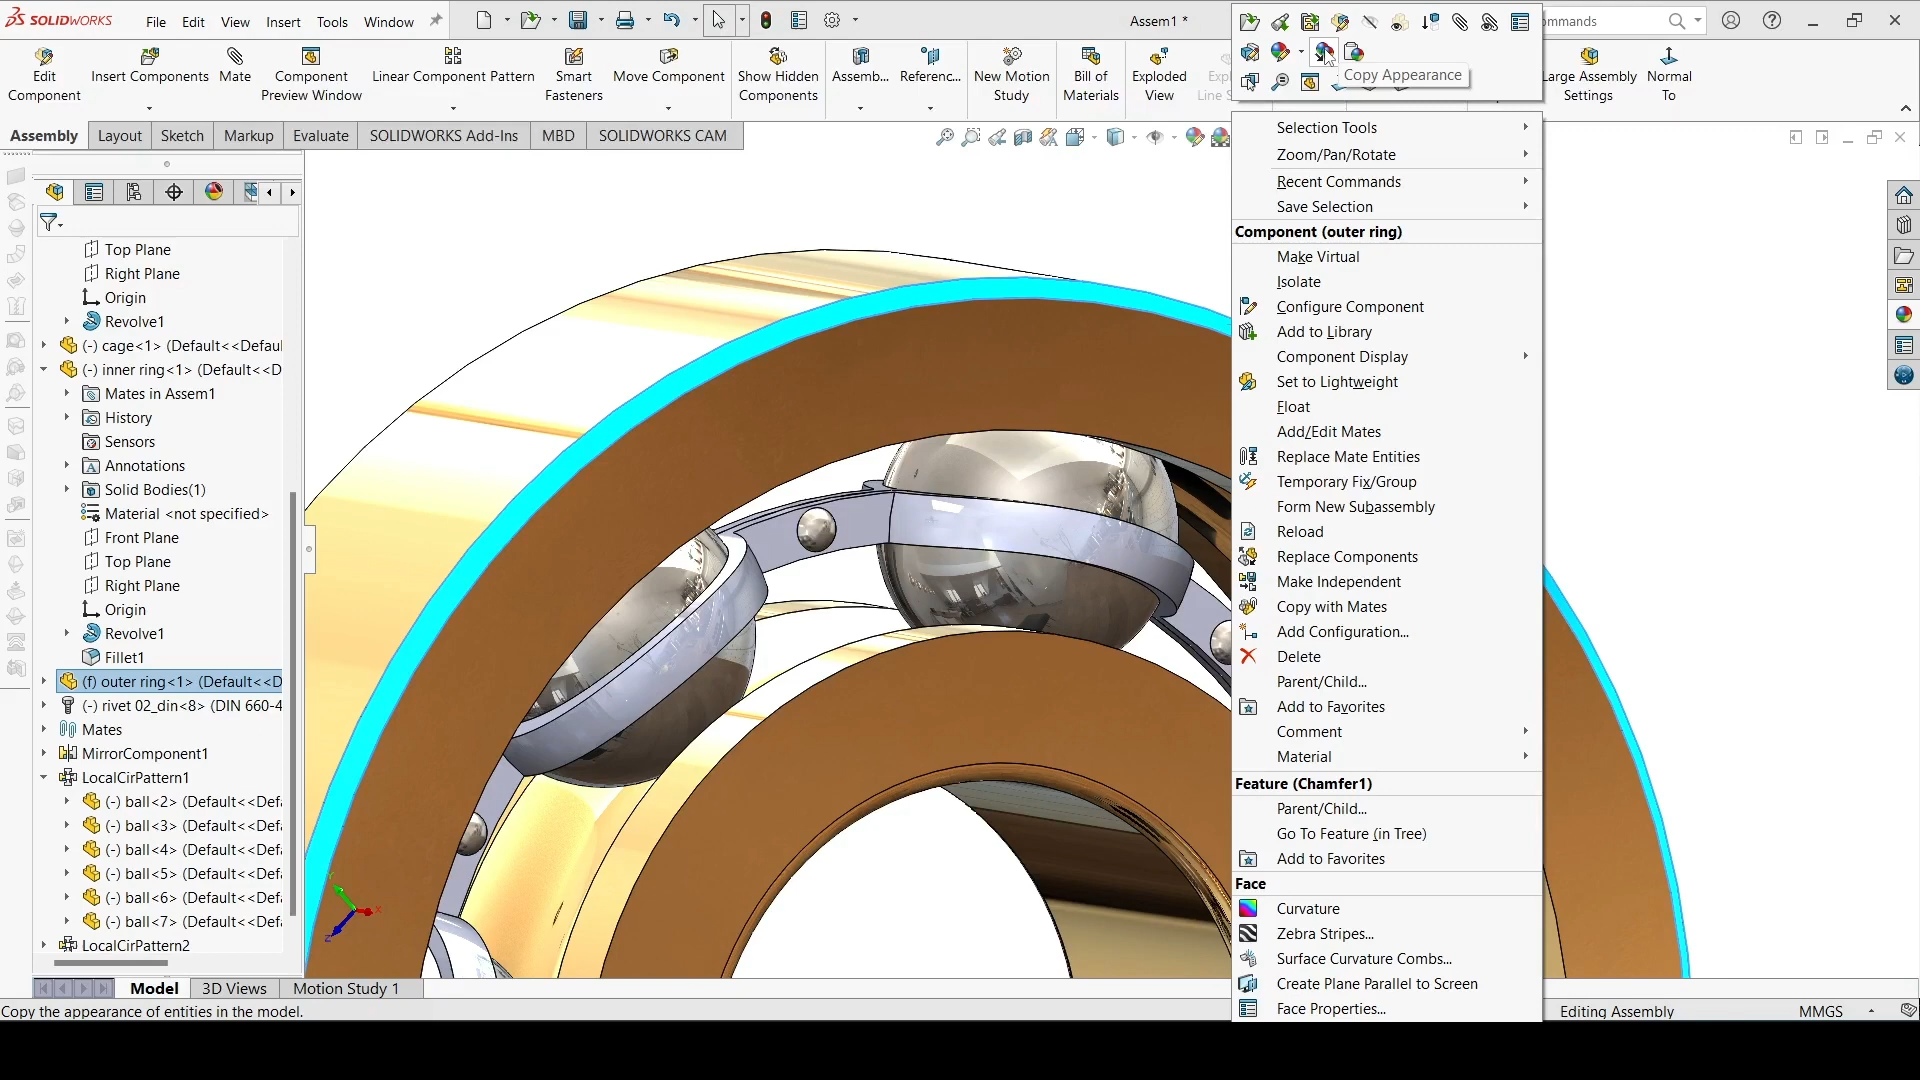 SOLIDWORKS
File Edit View Insert Tools Window
Assem1 *
mmands
Edit
Component
Insert Components
Mate
Component
Preview Window
Linear Component Pattern
Smart
Fasteners
Move Component
Show Hidden
Components
Assemb...
Referenc...
New Motion
Study
Bill of
Materials
Exploded
View
Large Assembly
Settings
Normal
To
Copy Appearance
Assembly Layout Sketch Markup Evaluate SOLIDWORKS Add-Ins MBD SOLIDWORKS CAM
Top Plane
Right Plane
Origin
Revolve1
(-) cage<1> (Default<<Defaul
(-) inner ring<1> (Default<<D
Mates in Assem1
History
Sensors
Annotations
Solid Bodies(1)
Material <not specified>
Front Plane
Top Plane
Right Plane
Origin
Revolve1
Fillet1
(f) outer ring<1> (Default<<D
(-) rivet 02_din<8> (DIN 660-4
Mates
MirrorComponent1
LocalCirPattern1
(-) ball<2> (Default<<Def
(-) ball<3> (Default<<Def
(-) ball<4> (Default<<Def
(-) ball<5> (Default<<Def
(-) ball<6> (Default<<Def
(-) ball<7> (Default<<Def
LocalCirPattern2
Selection Tools
Zoom/Pan/Rotate
Recent Commands
Save Selection
Component (outer ring)
Make Virtual
Isolate
Configure Component
Add to Library
Component Display
Set to Lightweight
Float
Add/Edit Mates
Replace Mate Entities
Temporary Fix/Group
Form New Subassembly
Reload
Replace Components
Make Independent
Copy with Mates
Add Configuration...
Delete
Parent/Child...
Add to Favorites
Comment
Material
Feature (Chamfer1)
Parent/Child...
Go To Feature (in Tree)
Add to Favorites
Face
Curvature
Zebra Stripes...
Surface Curvature Combs...
Create Plane Parallel to Screen
Face Properties...
Model 3D Views Motion Study 1
Copy the appearance of entities in the model.
Editing Assembly MMGS